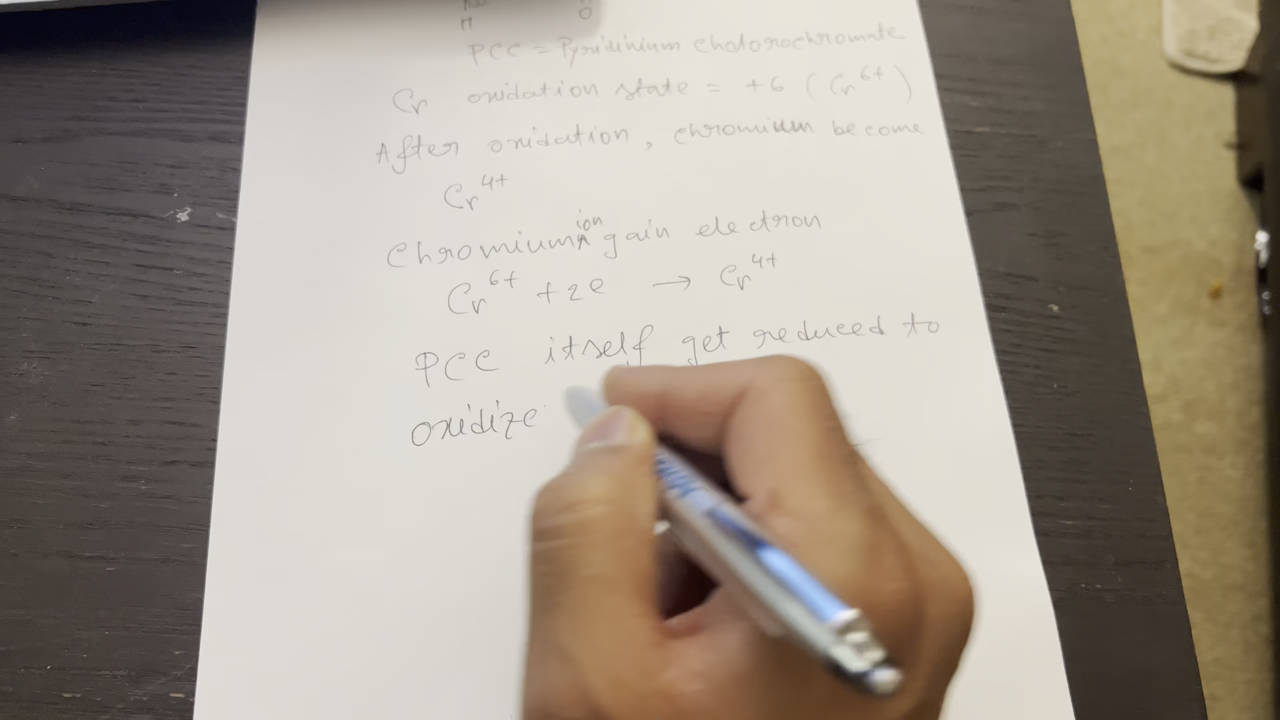 H O
PCC = Pyridinium Cholorochromate
Cr oxidation state = +6 (Cr6+)
After oxidation, chromium become
Cr4+
Chromium ion gain electron
Cr6+ + 2e → Cr4+
PCC itself get reduced to
oxidize